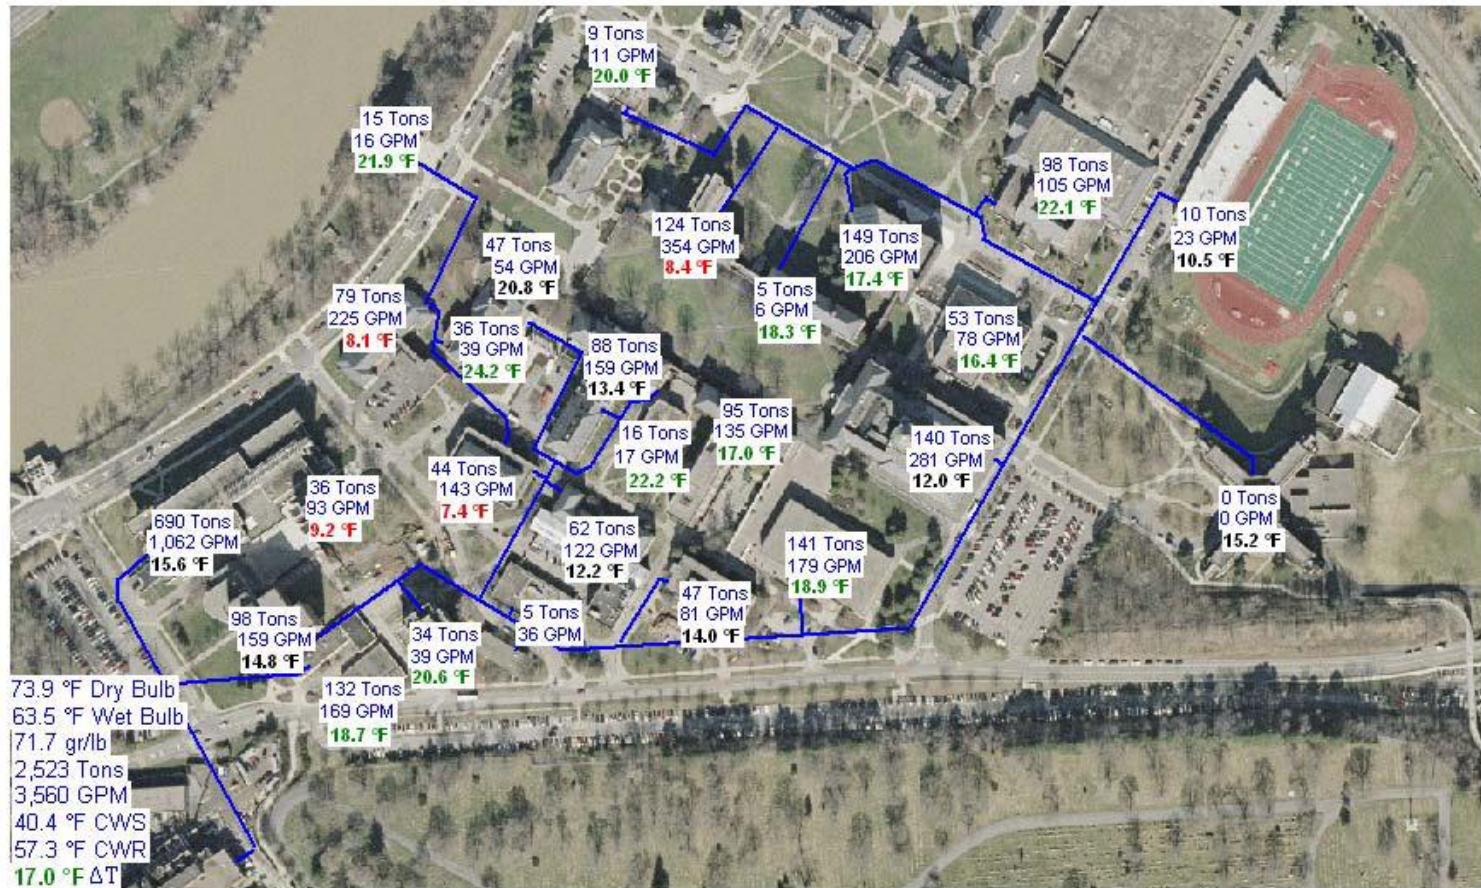 9 Tons
11 GPM
20.0 °F
15 Tons
16 GPM
21.9 °F
98 Tons
105 GPM
22.1 °F
10 Tons
23 GPM
10.5 °F
124 Tons
354 GPM
8.4 °F
149 Tons
206 GPM
17.4 °F
47 Tons
54 GPM
20.8 °F
5 Tons
6 GPM
18.3 °F
79 Tons
225 GPM
8.1 °F
36 Tons
39 GPM
24.2 °F
53 Tons
78 GPM
16.4 °F
88 Tons
159 GPM
13.4 °F
95 Tons
135 GPM
17.0 °F
16 Tons
17 GPM
22.2 °F
140 Tons
281 GPM
12.0 °F
44 Tons
143 GPM
7.4 °F
36 Tons
93 GPM
9.2 °F
0 Tons
0 GPM
15.2 °F
690 Tons
1,062 GPM
15.6 °F
62 Tons
122 GPM
12.2 °F
141 Tons
179 GPM
18.9 °F
47 Tons
81 GPM
14.0 °F
5 Tons
36 GPM
98 Tons
159 GPM
14.8 °F
34 Tons
39 GPM
20.6 °F
132 Tons
169 GPM
18.7 °F
73.9 °F Dry Bulb
63.5 °F Wet Bulb
71.7 gr/lb
2,523 Tons
3,560 GPM
40.4 °F CWS
57.3 °F CWR
17.0 °F ΔT